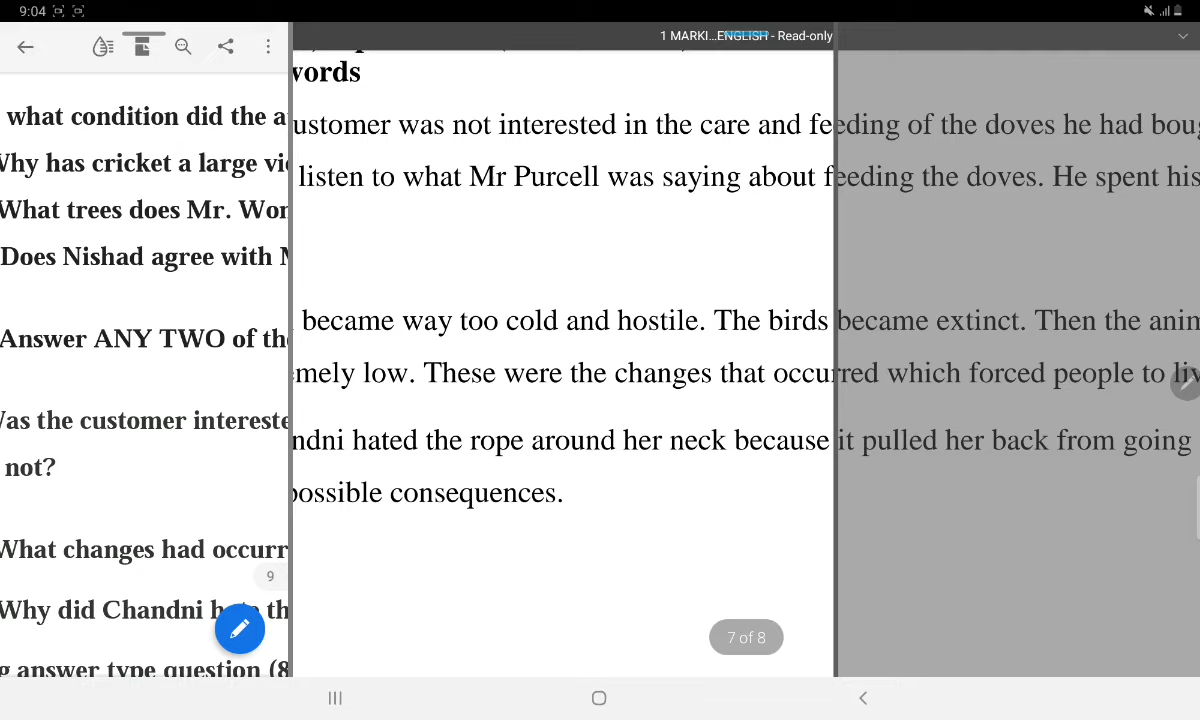 9:04
1 MARKI...ENGLISH - Read-only
what condition did the a
Why has cricket a large vi
What trees does Mr. Wor
Does Nishad agree with
Answer ANY TWO of th
Was the customer intereste
not?
What changes had occurr
9
Why did Chandni h th
g answer type question (8
words
ustomer was not interested in the care and feeding of the doves he had boug
listen to what Mr Purcell was saying about feeding the doves. He spent his
became way too cold and hostile. The birds became extinct. Then the anim
emely low. These were the changes that occurred which forced people to liv
ndni hated the rope around her neck because it pulled her back from going
possible consequences.
7 of 8